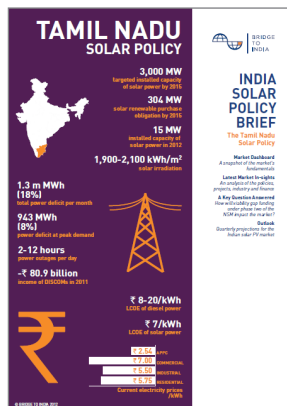 TAMIL NADU
SOLAR POLICY
3,000 MW
targeted installed capacity
of solar power by 2015
304 MW
solar renewable purchase
obligation by 2015
15 MW
installed capacity of
solar power in 2012
1,900-2,100 kWh/m²
solar irradiation
1.3 m MWh
(18%)
total power deficit per month
943 MWh
(8%)
power deficit at peak demand
2-12 hours
power outages per day
-₹ 80.9 billion
income of DISCOMs in 2011
₹ 8-20/kWh
LCOE of diesel power
₹ 7/kWh
LCOE of solar power
₹ 2.54 APPC
₹ 7.00 COMMERCIAL
₹ 5.50 INDUSTRIAL
₹ 5.75 RESIDENTIAL
Current electricity prices
/kWh
© BRIDGE TO INDIA, 2012
BRIDGE
TO
INDIA
INDIA
SOLAR
POLICY
BRIEF
The Tamil Nadu
Solar Policy
Market Dashboard
A snapshot of the market's
fundamentals
Latest Market In-sights
An analysis of the policies,
projects, industry and finance
A Key Question Answered
How will viability gap funding
under phase two of the
NSM impact the market?
Outlook
Quarterly projections for the
Indian solar PV market